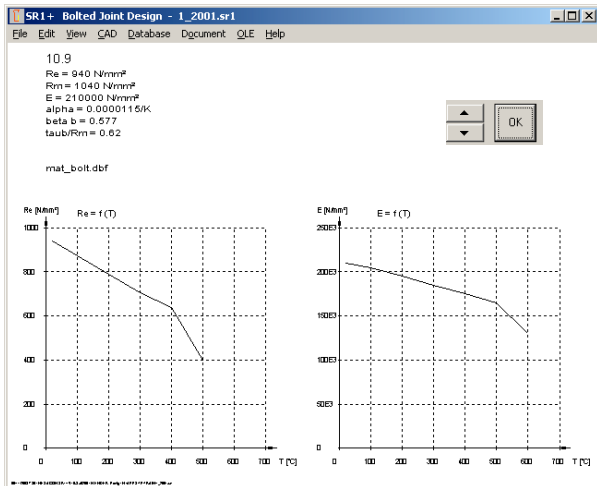 SR1+ Bolted Joint Design - 1_2001.sr1
File Edit View CAD Database Document OLE Help
10.9
Re = 940 N/mm²
Rm = 1040 N/mm²
E = 210000 N/mm²
alpha = 0.0000115/K
beta b = 0.577
taub/Rm = 0.62
OK
mat_bolt.dbf
Re [N/mm²]
Re = f (T)
1000
800
600
400
200
0
0 100 200 300 400 500 600 700 T [°C]
E [N/mm²]
E = f (T)
250E3
200E3
150E3
100E3
50E3
0
0 100 200 300 400 500 600 700 T [°C]